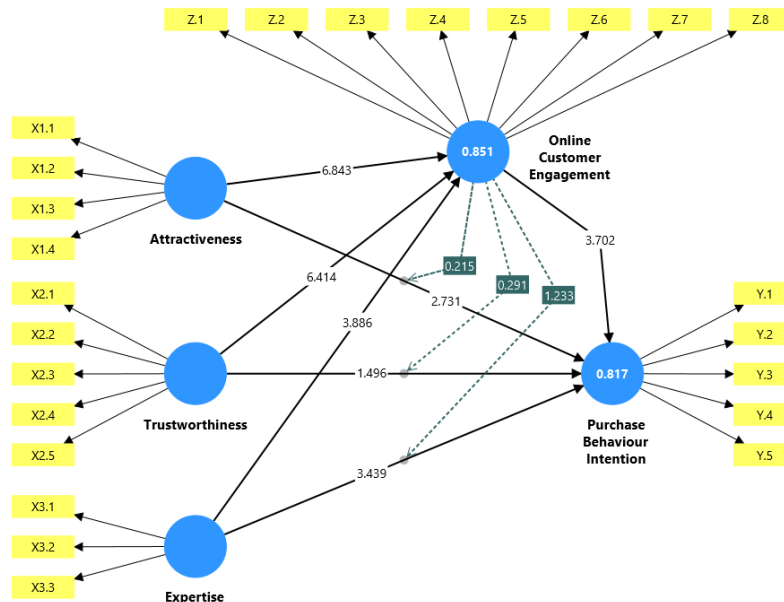 Z.1
Z.2
Z.3
Z.4
Z.5
Z.6
Z.7
Z.8
X1.1
X1.2
X1.3
X1.4
Attractiveness
0.851
Online
Customer
Engagement
6.843
3.702
6.414
0.215
0.291
1.233
2.731
3.886
X2.1
X2.2
X2.3
X2.4
X2.5
Trustworthiness
1.496
0.817
Purchase
Behaviour
Intention
Y.1
Y.2
Y.3
Y.4
Y.5
3.439
X3.1
X3.2
X3.3
Expertise